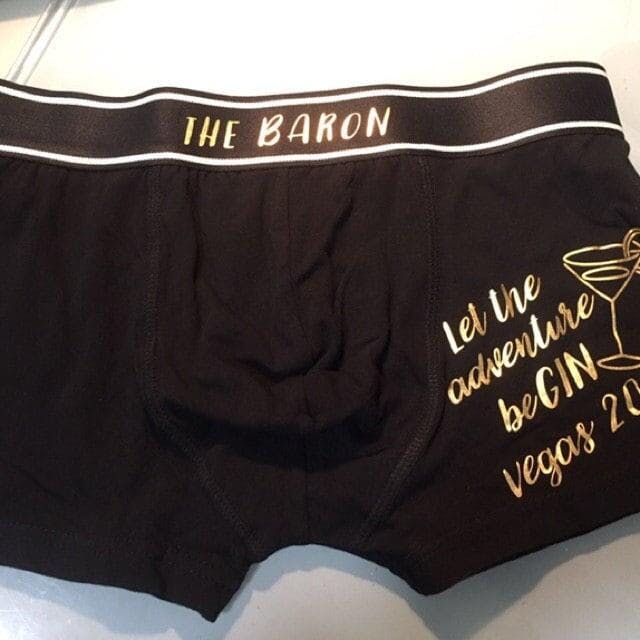 THE BARON
Let the
adventure
beGIN
vegas 20